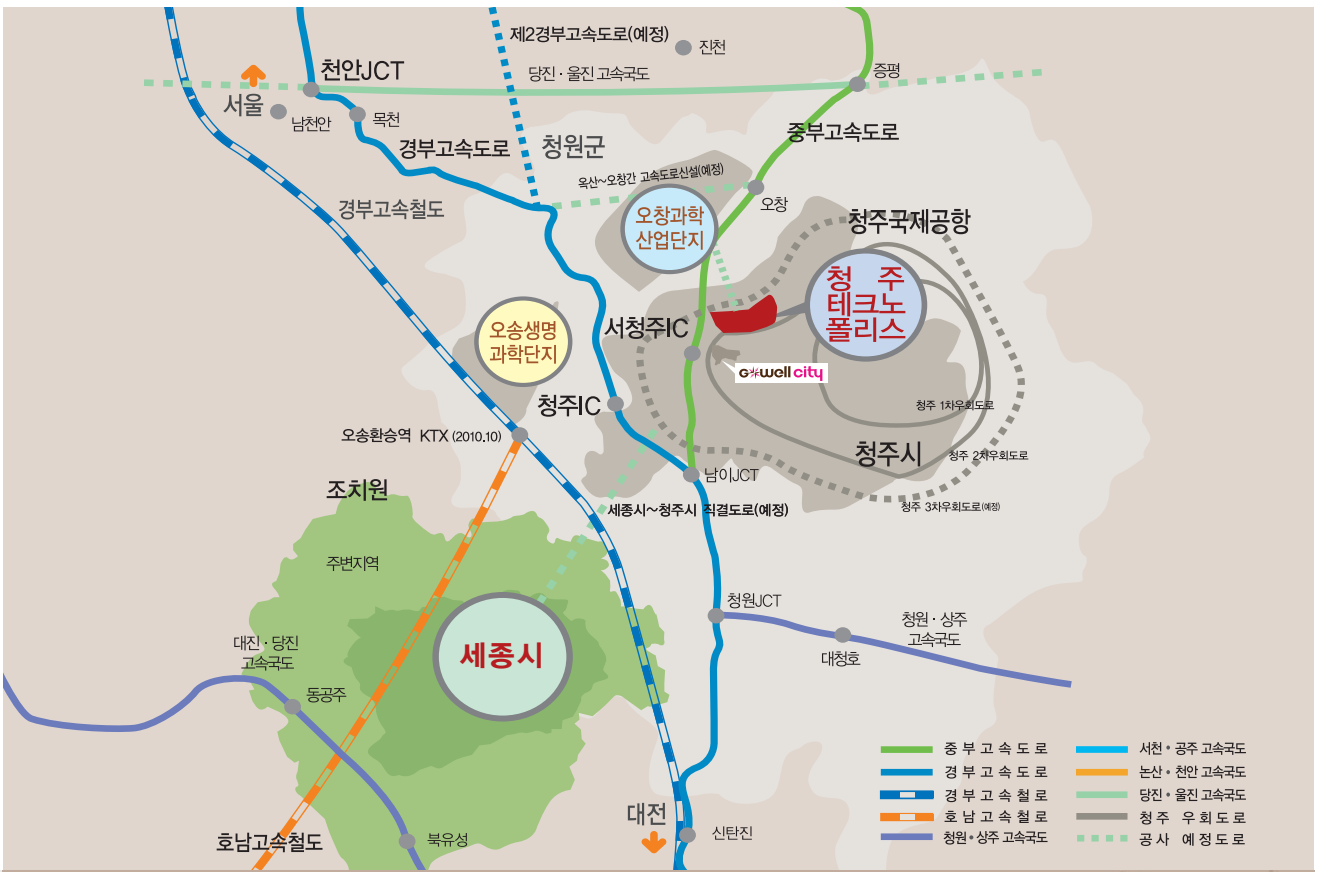 제2경부고속도로(예정)
진천
천안JCT
당진·울진 고속국도
증평
서울
남천안
목천
중부고속도로
경부고속도로
청원군
옥산~오창간 고속도로신설(예정)
경부고속철도
오창
오창과학
산업단지
청주국제공항
청 주
테크노
폴리스
오송생명
과학단지
서청주IC
Gowell city
청주IC
청주 1차우회도로
오송환승역 KTX (2010.10)
청주시
청주 2차우회도로
남이JCT
조치원
청주 3차우회도로(예정)
세종시~청주시 직결도로(예정)
주변지역
청원JCT
청원·상주
고속국도
대진·당진
고속국도
세종시
대청호
동공주
중부고속도로
경부고속도로
경부고속철로
호남고속철로
청원•상주 고속국도
서천•공주 고속국도
논산•천안 고속국도
당진•울진 고속국도
청주 우회도로
공사 예정도로
대전
신탄진
호남고속철도
북유성